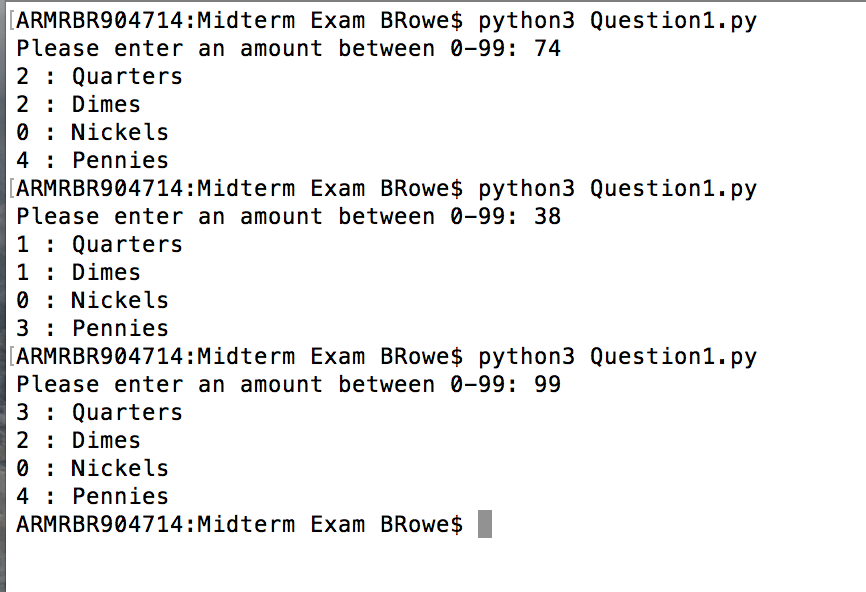 [ARMRBR904714:Midterm Exam BRowe$ python3 Question1.py
Please enter an amount between 0-99: 74
2 : Quarters
2 : Dimes
0 : Nickels
4 : Pennies
[ARMRBR904714:Midterm Exam BRowe$ python3 Question1.py
Please enter an amount between 0-99: 38
1 : Quarters
1 : Dimes
0 : Nickels
3 : Pennies
[ARMRBR904714:Midterm Exam BRowe$ python3 Question1.py
Please enter an amount between 0-99: 99
3 : Quarters
2 : Dimes
0 : Nickels
4 : Pennies
ARMRBR904714:Midterm Exam BRowe$